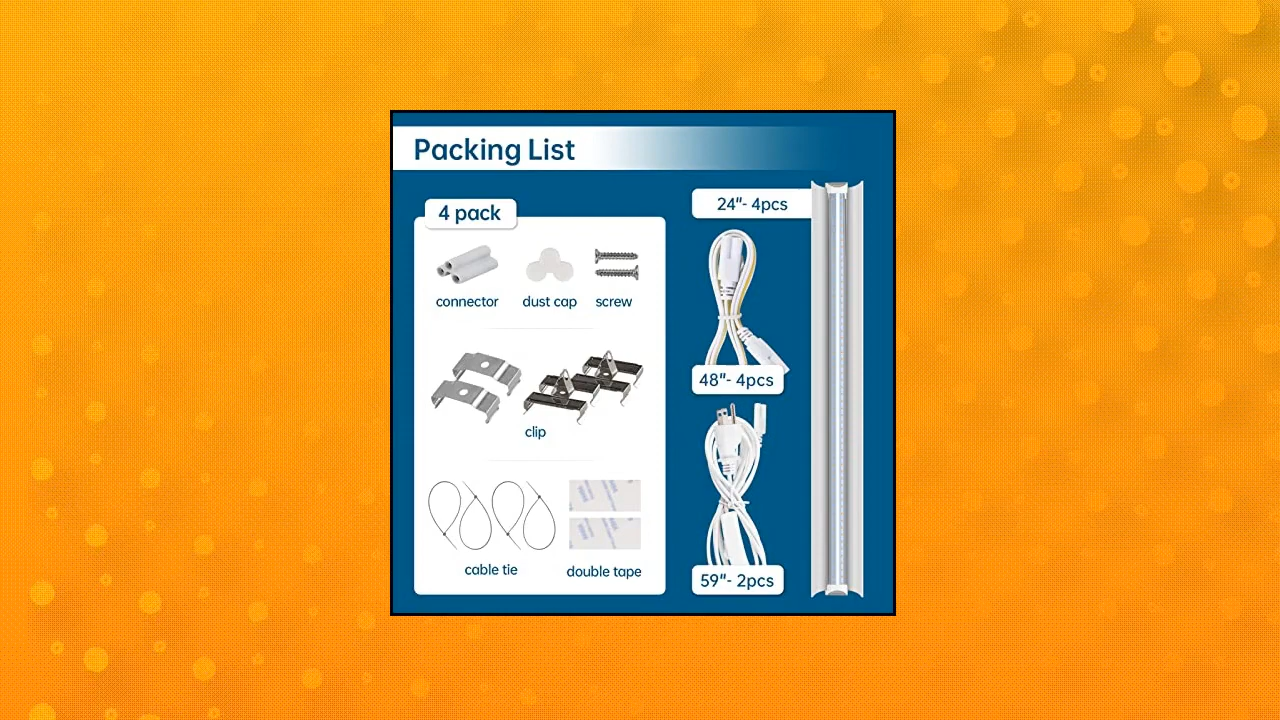 Packing List
4 pack
connector
dust cap
screw
clip
cable tie
double tape
24"- 4pcs
48"- 4pcs
59"- 2pcs